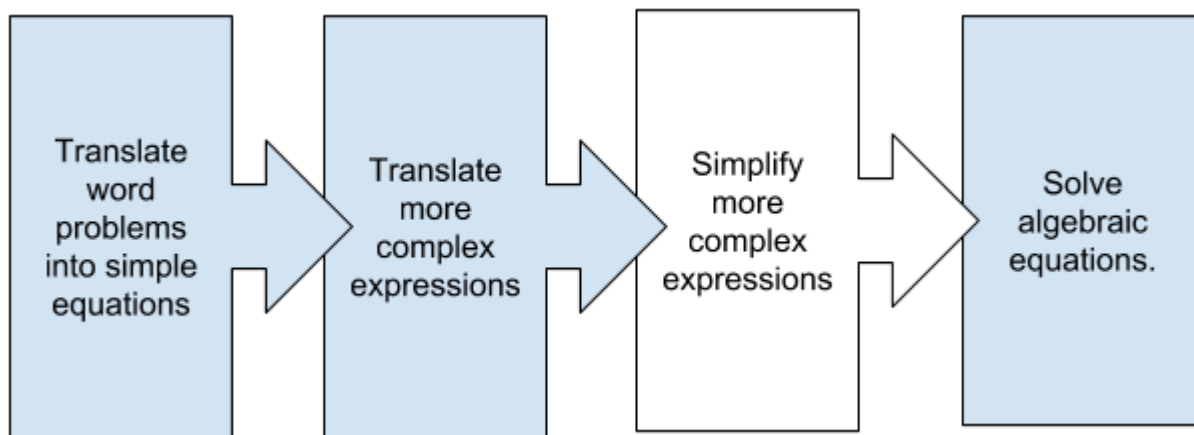 Translate
word
problems
into simple
equations
Translate
more
complex
expressions
Simplify
more
complex
expressions
Solve
algebraic
equations.